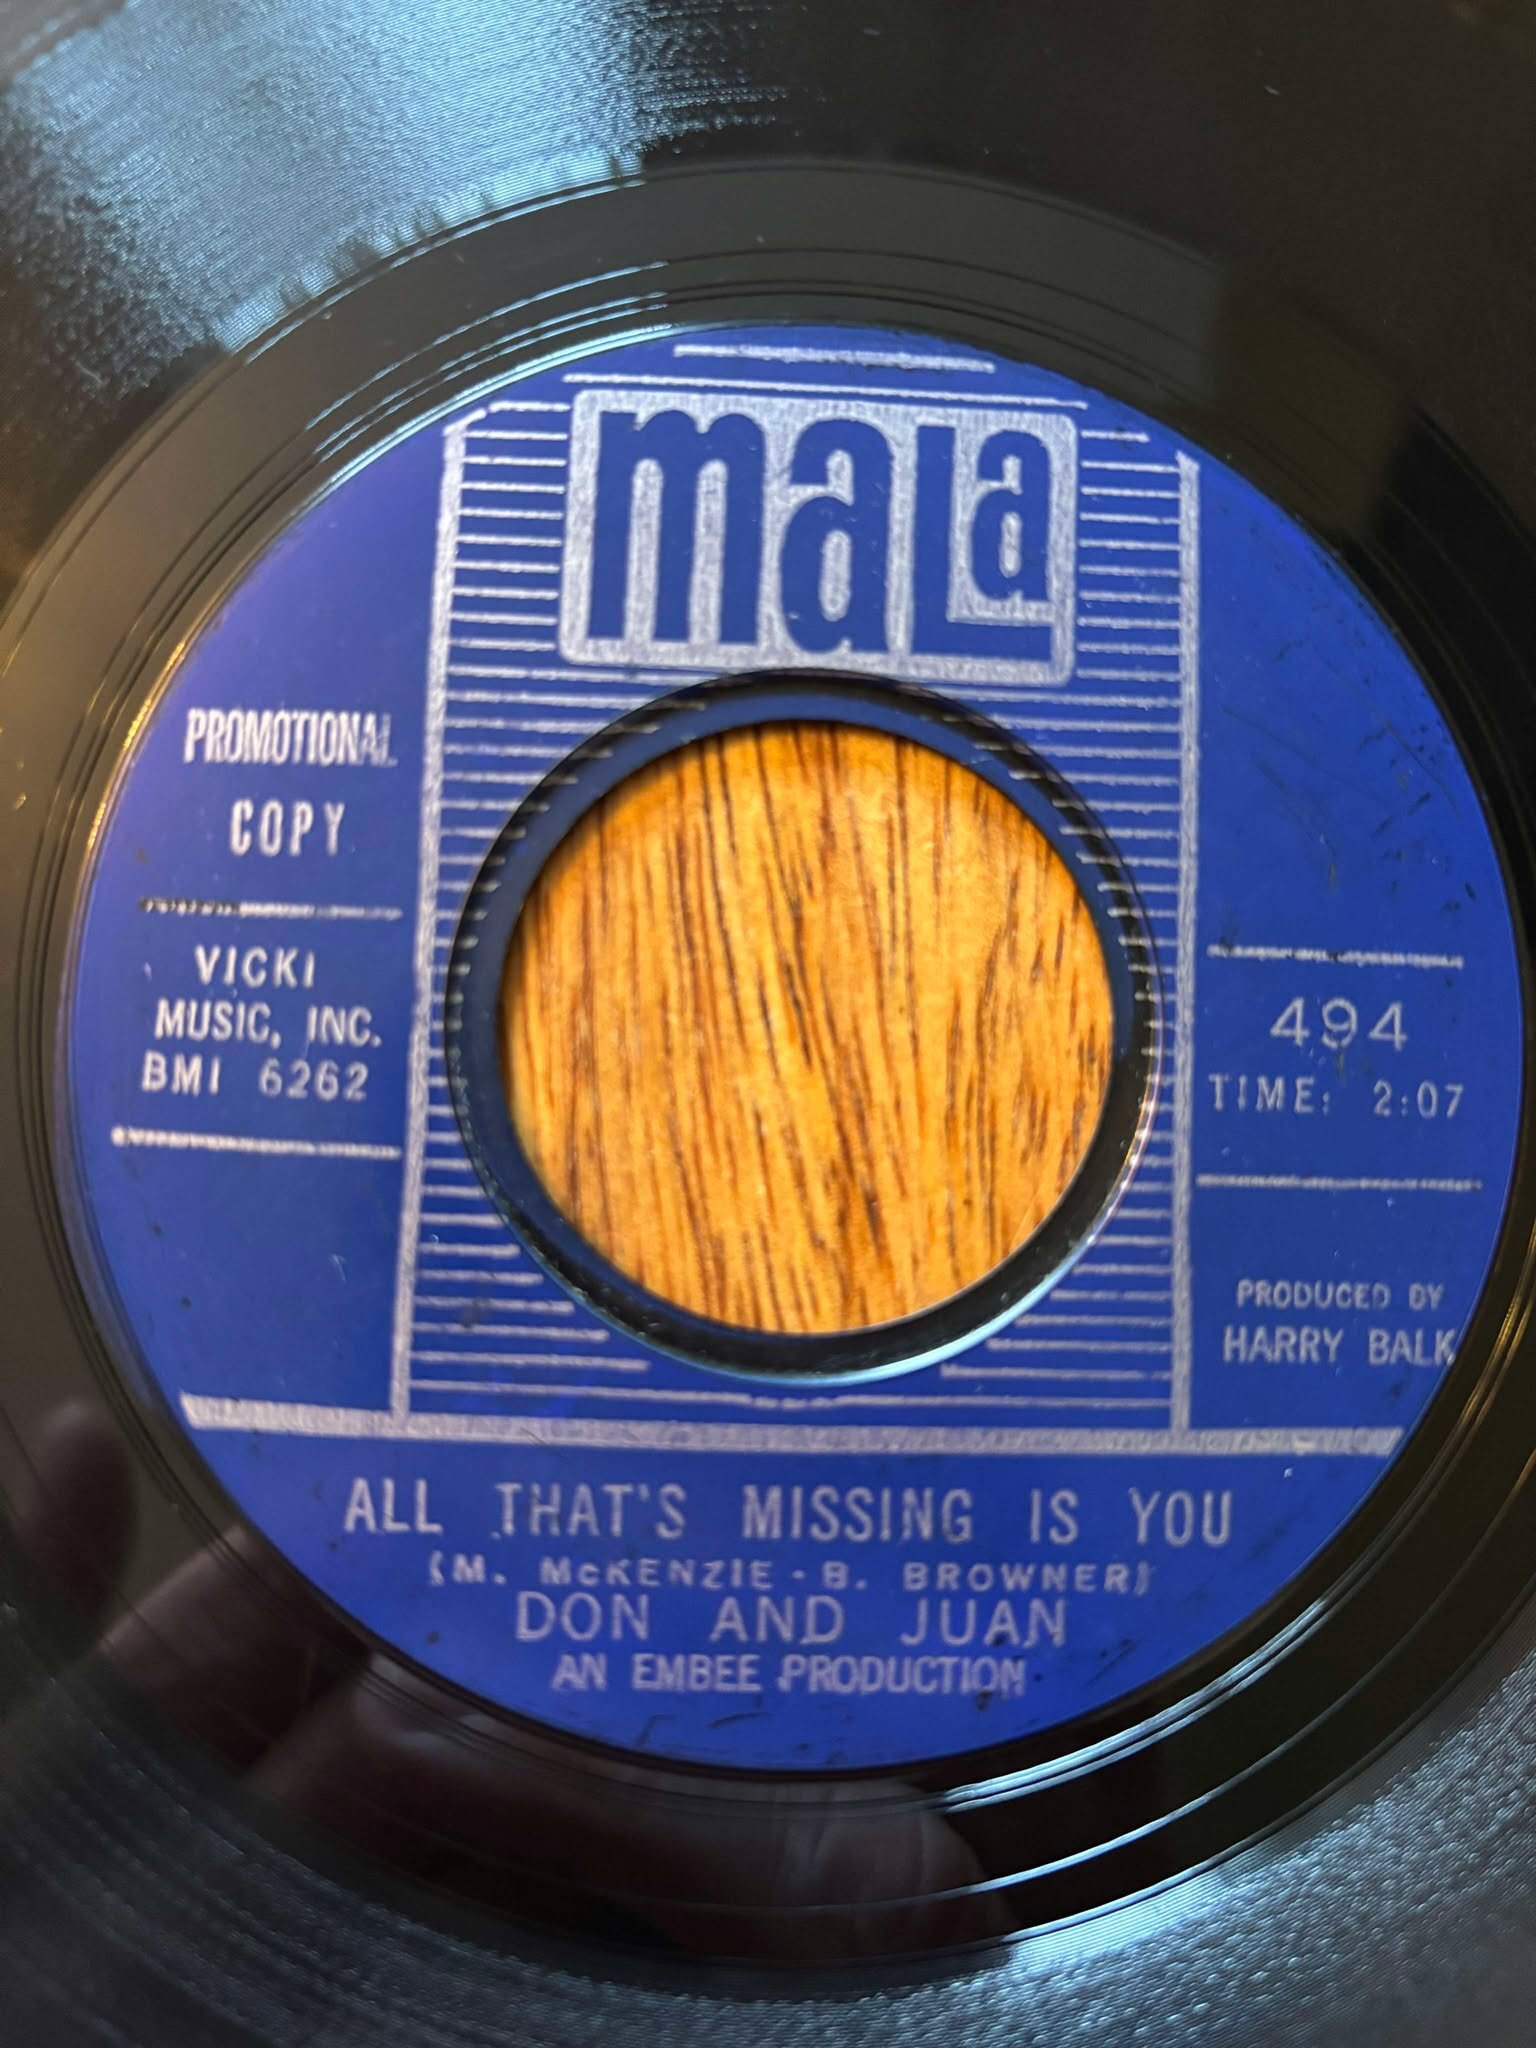 maLa
PROMOTIONAL
COPY
VICKI
MUSIC, INC.
BMI 6262
494
TIME: 2:07
PRODUCED BY
HARRY BALK
ALL THAT'S MISSING IS YOU
(M. McKENZIE - B. BROWNER)
DON AND JUAN
AN EMBEE PRODUCTION